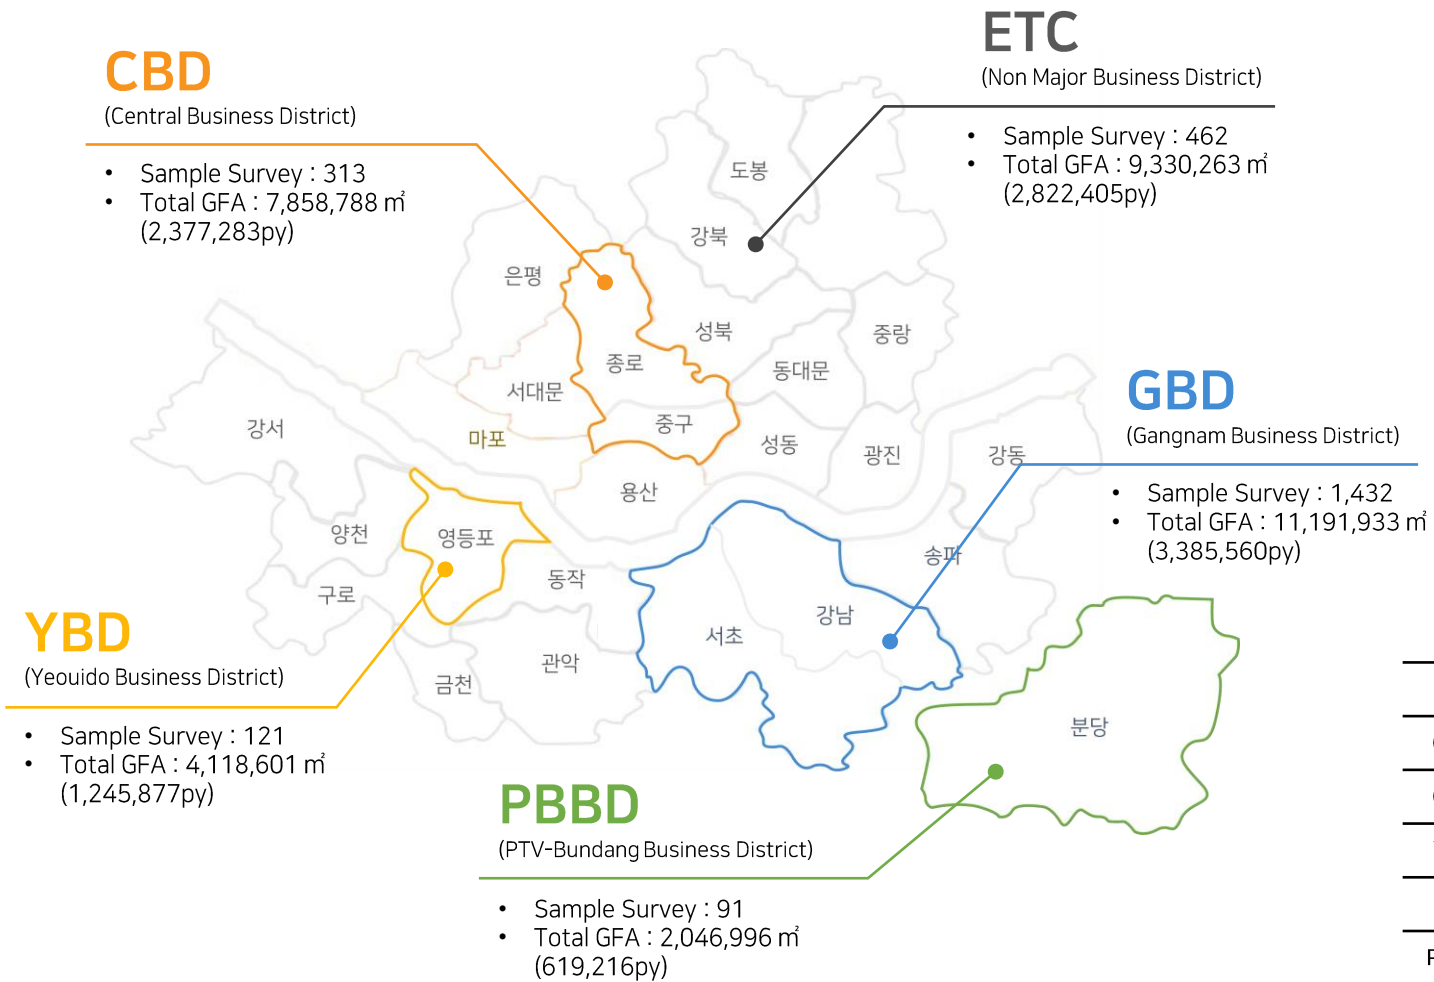 ETC
(Non Major Business District)
• Sample Survey : 462
• Total GFA : 9,330,263 ㎡
(2,822,405py)
CBD
(Central Business District)
• Sample Survey : 313
• Total GFA : 7,858,788 ㎡
(2,377,283py)
도봉
강북
은평
성북
중랑
종로
동대문
서대문
강서
마포
중구
성동
광진
강동
용산
GBD
(Gangnam Business District)
• Sample Survey : 1,432
• Total GFA : 11,191,933 ㎡
(3,385,560py)
양천
영등포
동작
송파
구로
서초
강남
관악
금천
분당
YBD
(Yeouido Business District)
• Sample Survey : 121
• Total GFA : 4,118,601 ㎡
(1,245,877py)
PBBD
(PTV-Bundang Business District)
• Sample Survey : 91
• Total GFA : 2,046,996 ㎡
(619,216py)